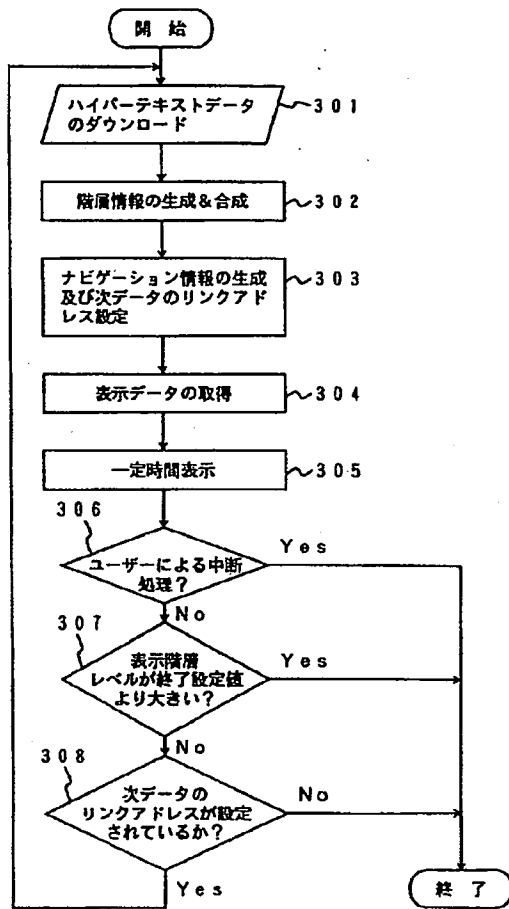 開 始
ハイパーテキストデータ
のダウンロード
301
階層情報の生成&合成
302
ナビゲーション情報の生成
及び次データのリンクアド
レス設定
303
表示データの取得
304
一定時間表示
305
306
ユーザーによる中断
処理?
Yes
No
307
表示階層
レベルが終了設定値
より大きい?
Yes
No
308
次データの
リンクアドレスが設定
されているか?
No
Yes
終 了